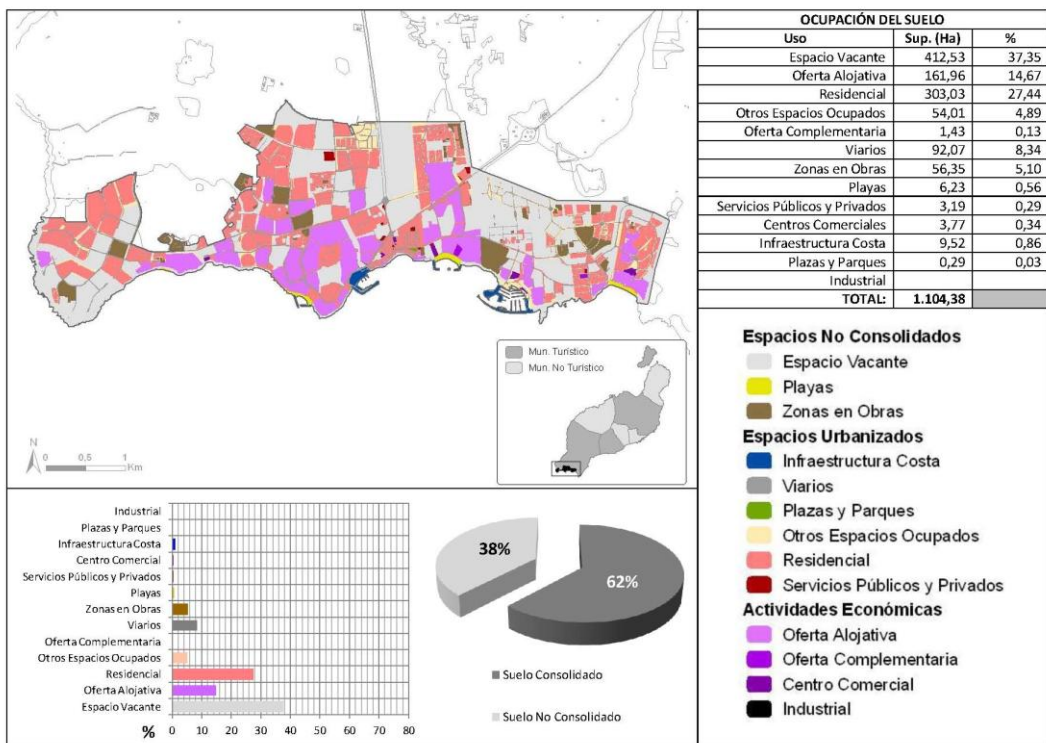 OCUPACIÓN DEL SUELO
Uso Sup. (Ha) %
Espacio Vacante 412,53 37,35
Oferta Alojativa 161,96 14,67
Residencial 303,03 27,44
Otros Espacios Ocupados 54,01 4,89
Oferta Complementaria 1,43 0,13
Viarios 92,07 8,34
Zonas en Obras 56,35 5,10
Playas 6,23 0,56
Servicios Públicos y Privados 3,19 0,29
Centros Comerciales 3,77 0,34
Infraestructura Costa 9,52 0,86
Plazas y Parques 0,29 0,03
Industrial
TOTAL: 1.104,38
Mun. Turístico
Mun. No Turístico
N
0 0,5 1
Km
Espacios No Consolidados
Espacio Vacante
Playas
Zonas en Obras
Espacios Urbanizados
Infraestructura Costa
Viarios
Plazas y Parques
Otros Espacios Ocupados
Residencial
Servicios Públicos y Privados
Actividades Económicas
Oferta Alojativa
Oferta Complementaria
Centro Comercial
Industrial
Industrial
Plazas y Parques
Infraestructura Costa
Centro Comercial
Servicios Públicos y Privados
Playas
Zonas en Obras
Viarios
Oferta Complementaria
Otros Espacios Ocupados
Residencial
Oferta Alojativa
Espacio Vacante
% 0 10 20 30 40 50 60 70 80
38%
62%
Suelo Consolidado
Suelo No Consolidado